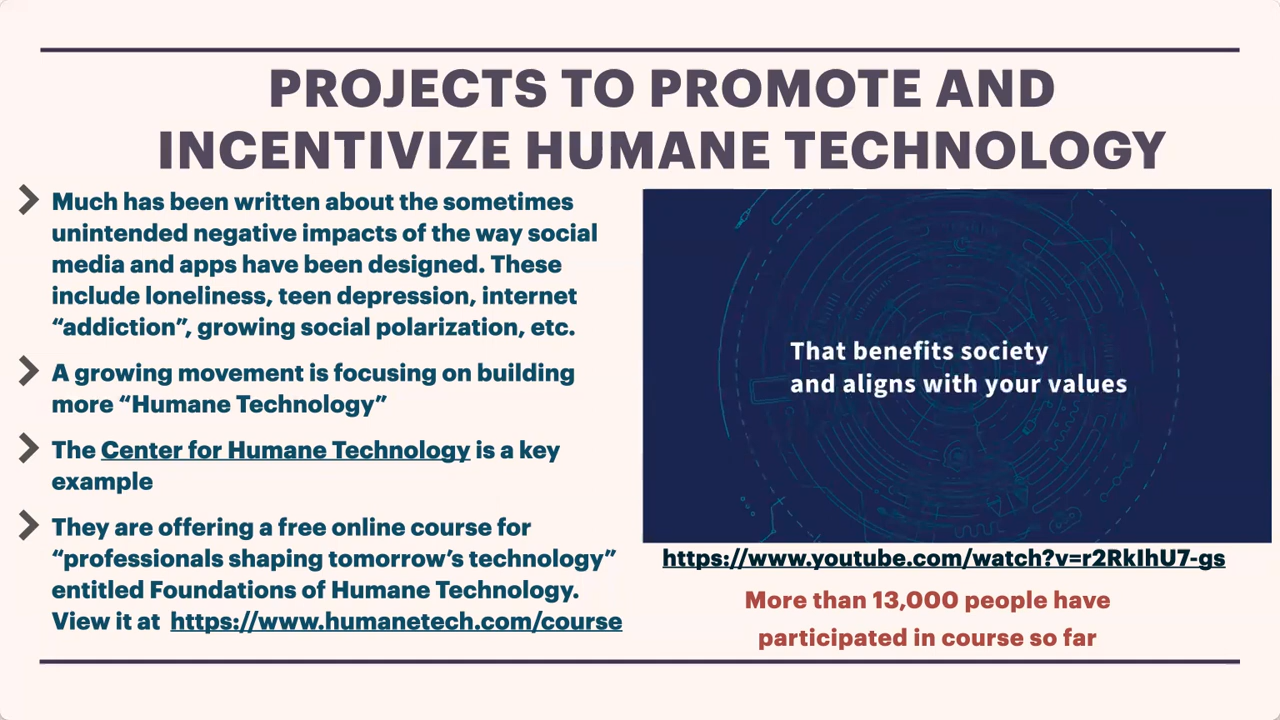 PROJECTS TO PROMOTE AND
INCENTIVIZE HUMANE TECHNOLOGY
Much has been written about the sometimes
unintended negative impacts of the way social
media and apps have been designed. These
include loneliness, teen depression, internet
“addiction”, growing social polarization, etc.
A growing movement is focusing on building
more “Humane Technology”
The Center for Humane Technology is a key
example
They are offering a free online course for
“professionals shaping tomorrow’s technology”
entitled Foundations of Humane Technology.
View it at https://www.humanetech.com/course
That benefits society
and aligns with your values
https://www.youtube.com/watch?v=r2RkIhU7-gs
More than 13,000 people have
participated in course so far